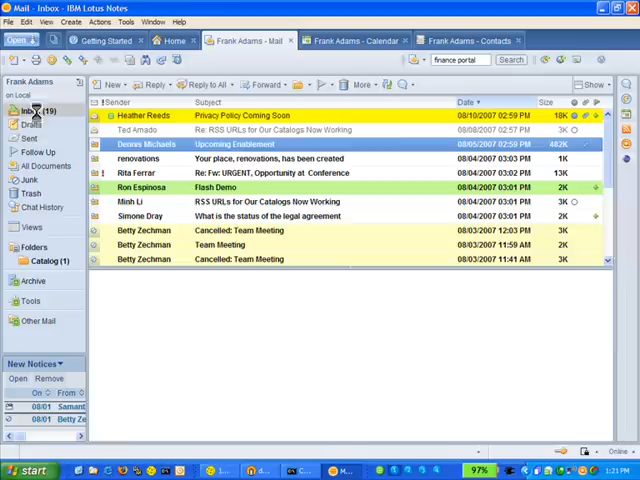 Mail - Inbox - IBM Lotus Notes
File Edit View Create Actions Tools Window Help
Open Getting Started Home Frank Adams - Mail Frank Adams - Calendar Frank Adams - Contacts
finance portal Search
Frank Adams
on Local
New Reply Reply to All Forward More Show
! Sender Subject Date Size
Inbox (19)
Drafts
Sent
Follow Up
All Documents
Junk
Trash
Chat History
Views
Folders
Catalog (1)
Archive
Tools
Other Mail
Heather Reeds Privacy Policy Coming Soon 08/10/2007 02:59 PM 18K
Ted Amado Re: RSS URLs for Our Catalogs Now Working 08/05/2007 02:59 PM 3K
Dennis Michaels Upcoming Enablement 08/05/2007 02:59 PM 482K
renovations Your place, renovations, has been created 08/04/2007 03:03 PM 1K
Rita Ferrar Re: Fw: URGENT, Opportunity at Conference 08/04/2007 03:02 PM 13K
Ron Espinosa Flash Demo 08/04/2007 03:01 PM 2K
Minh Li RSS URLs for Our Catalogs Now Working 08/04/2007 03:01 PM 3K
Simone Dray What is the status of the legal agreement 08/04/2007 03:01 PM 2K
Betty Zechman Cancelled: Team Meeting 08/03/2007 12:03 PM 3K
Betty Zechman Team Meeting 08/03/2007 11:59 AM 2K
Betty Zechman Cancelled: Team Meeting 08/03/2007 11:41 AM 3K
New Notices
Open Remove
On From:
08/01 Samant
08/01 Betty Ze
Online
start 97% 1:21 PM